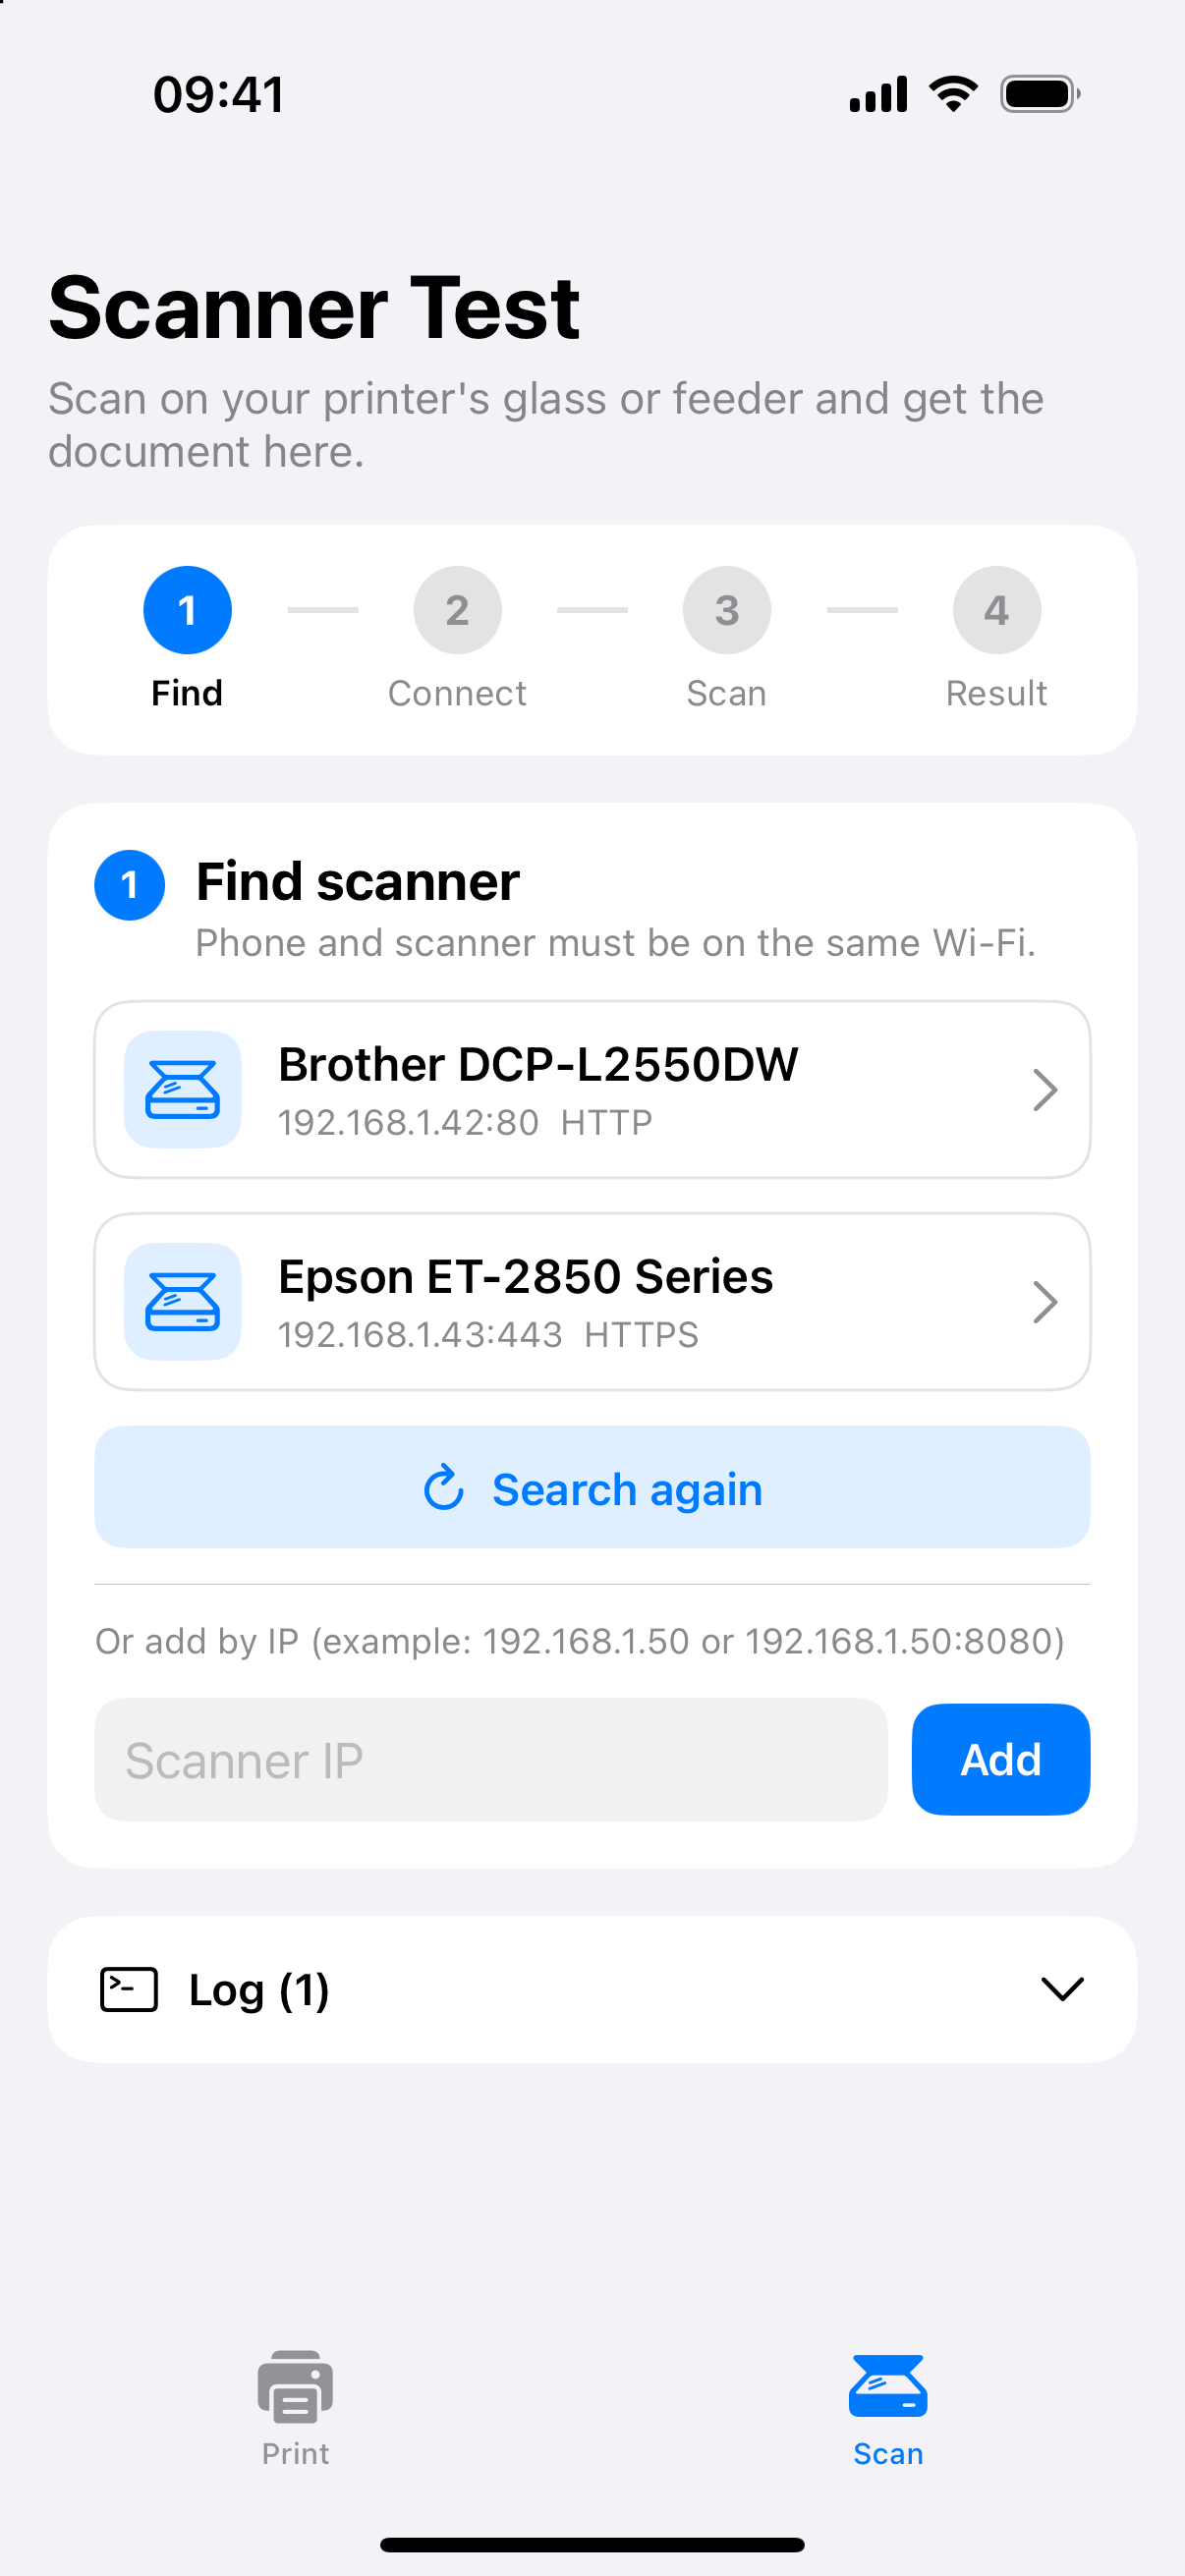 09:41
Scanner Test
Scan on your printer's glass or feeder and get the
document here.
1
2
3
4
Find
Connect
Scan
Result
1
Find scanner
Phone and scanner must be on the same Wi-Fi.
Brother DCP-L2550DW
192.168.1.42:80 HTTP
Epson ET-2850 Series
192.168.1.43:443 HTTPS
Search again
Or add by IP (example: 192.168.1.50 or 192.168.1.50:8080)
Scanner IP
Add
Log (1)
Print
Scan